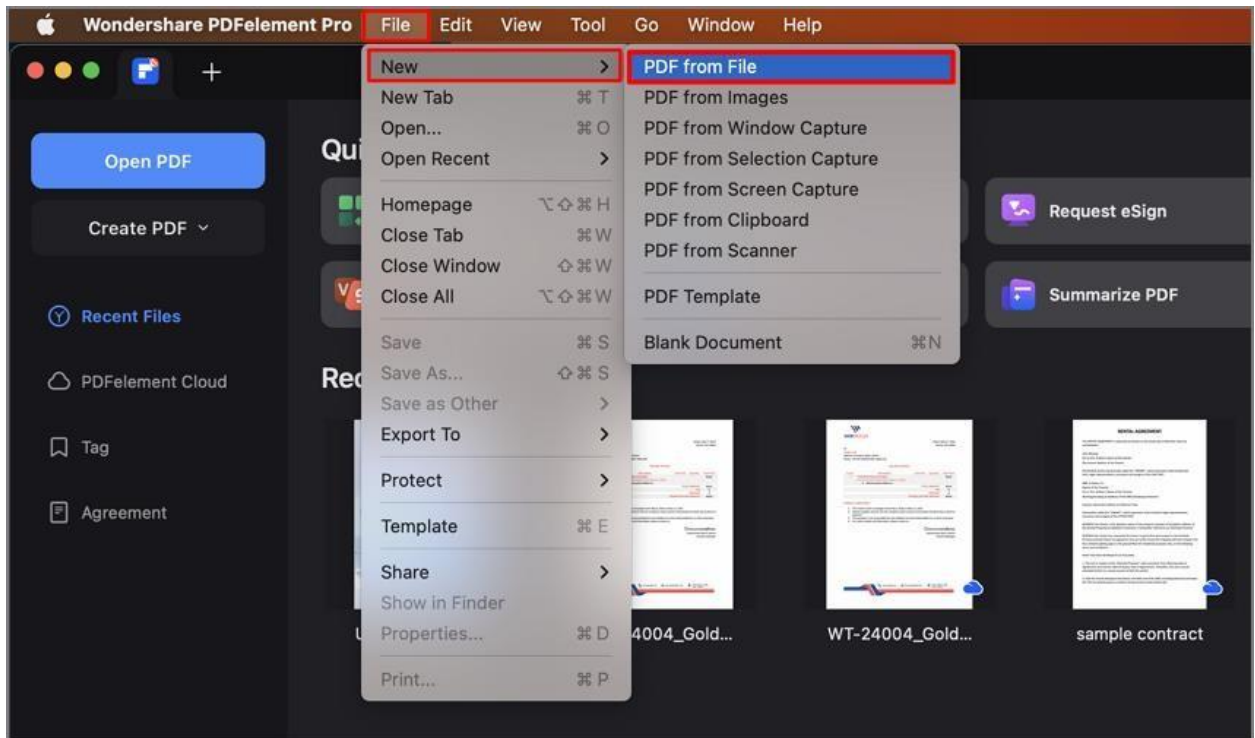 Wondershare PDFelement Pro File Edit View Tool Go Window Help
New
New Tab ⌘ T
Open... ⌘ O
Open Recent
Homepage ⌥⇧⌘ H
Close Tab ⌘ W
Close Window ⇧⌘ W
Close All ⌥⇧⌘ W
Save ⌘ S
Save As... ⇧⌘ S
Save as Other
Export To
Protect
Template ⌘ E
Share
Show in Finder
Properties... ⌘ D
Print... ⌘ P
PDF from File
PDF from Images
PDF from Window Capture
PDF from Selection Capture
PDF from Screen Capture
PDF from Clipboard
PDF from Scanner
PDF Template
Blank Document ⌘N
Open PDF
Create PDF
Recent Files
PDFelement Cloud
Tag
Agreement
Qui
Request eSign
Summarize PDF
Rec
U
4004_Gold...
WT-24004_Gold...
RENTAL AGREEMENT
sample contract